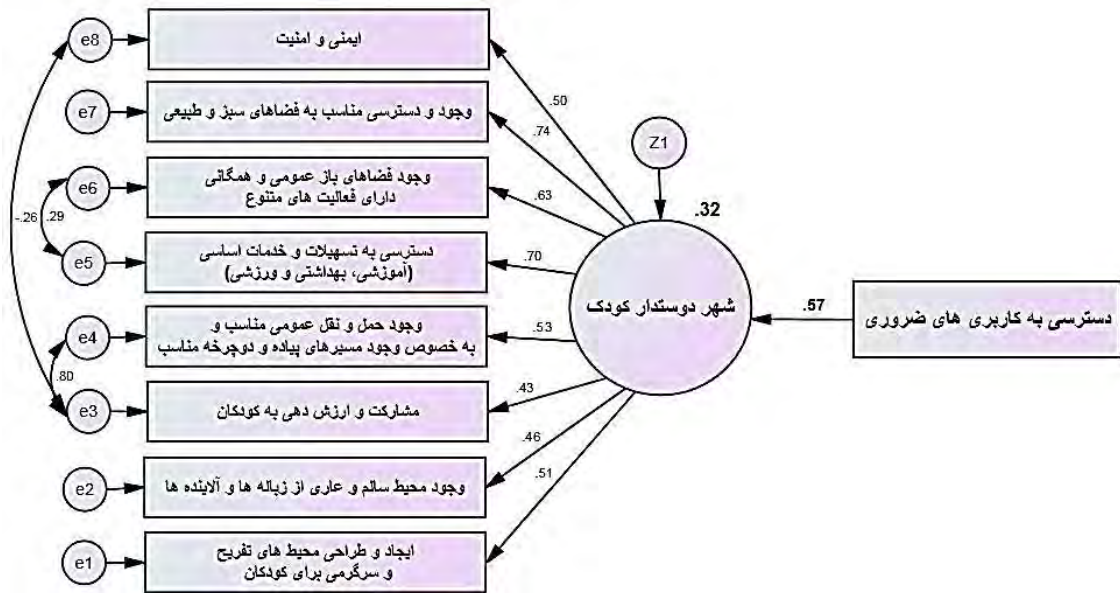 e8
ایمنی و امنیت
.50
e7
وجود و دسترسی مناسب به فضاهای سبز و طبیعی
.74
Z1
e6
وجود فضاهای باز عمومی و همگانی
دارای فعالیت های متنوع
.63
.32
-.26
.29
e5
دسترسی به تسهیلات و خدمات اساسی
(آموزشی، بهداشتی و ورزشی)
.70
شهر دوستدار کودک
.57
دسترسی به کاربری های ضروری
e4
وجود حمل و نقل عمومی مناسب و
به خصوص وجود مسیرهای پیاده و دوچرخه مناسب
.53
.80
e3
مشارکت و ارزش دهی به کودکان
.43
e2
وجود محیط سالم و عاری از زباله ها و آلاینده ها
.46
e1
ایجاد و طراحی محیط های تفریح
و سرگرمی برای کودکان
.51